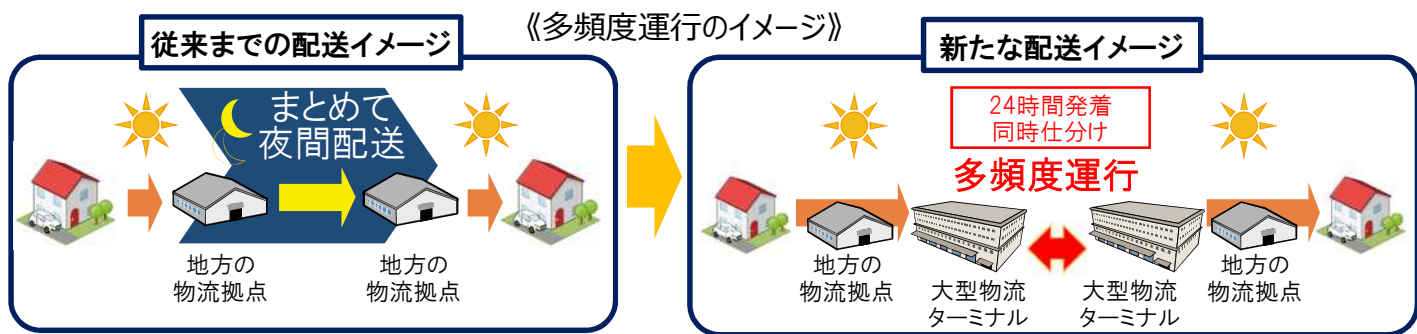 《多頻度運行のイメージ》
従来までの配送イメージ
まとめて
夜間配送
地方の
物流拠点
地方の
物流拠点
新たな配送イメージ
24時間発着
同時仕分け
多頻度運行
地方の
物流拠点
大型物流
ターミナル
大型物流
ターミナル
地方の
物流拠点